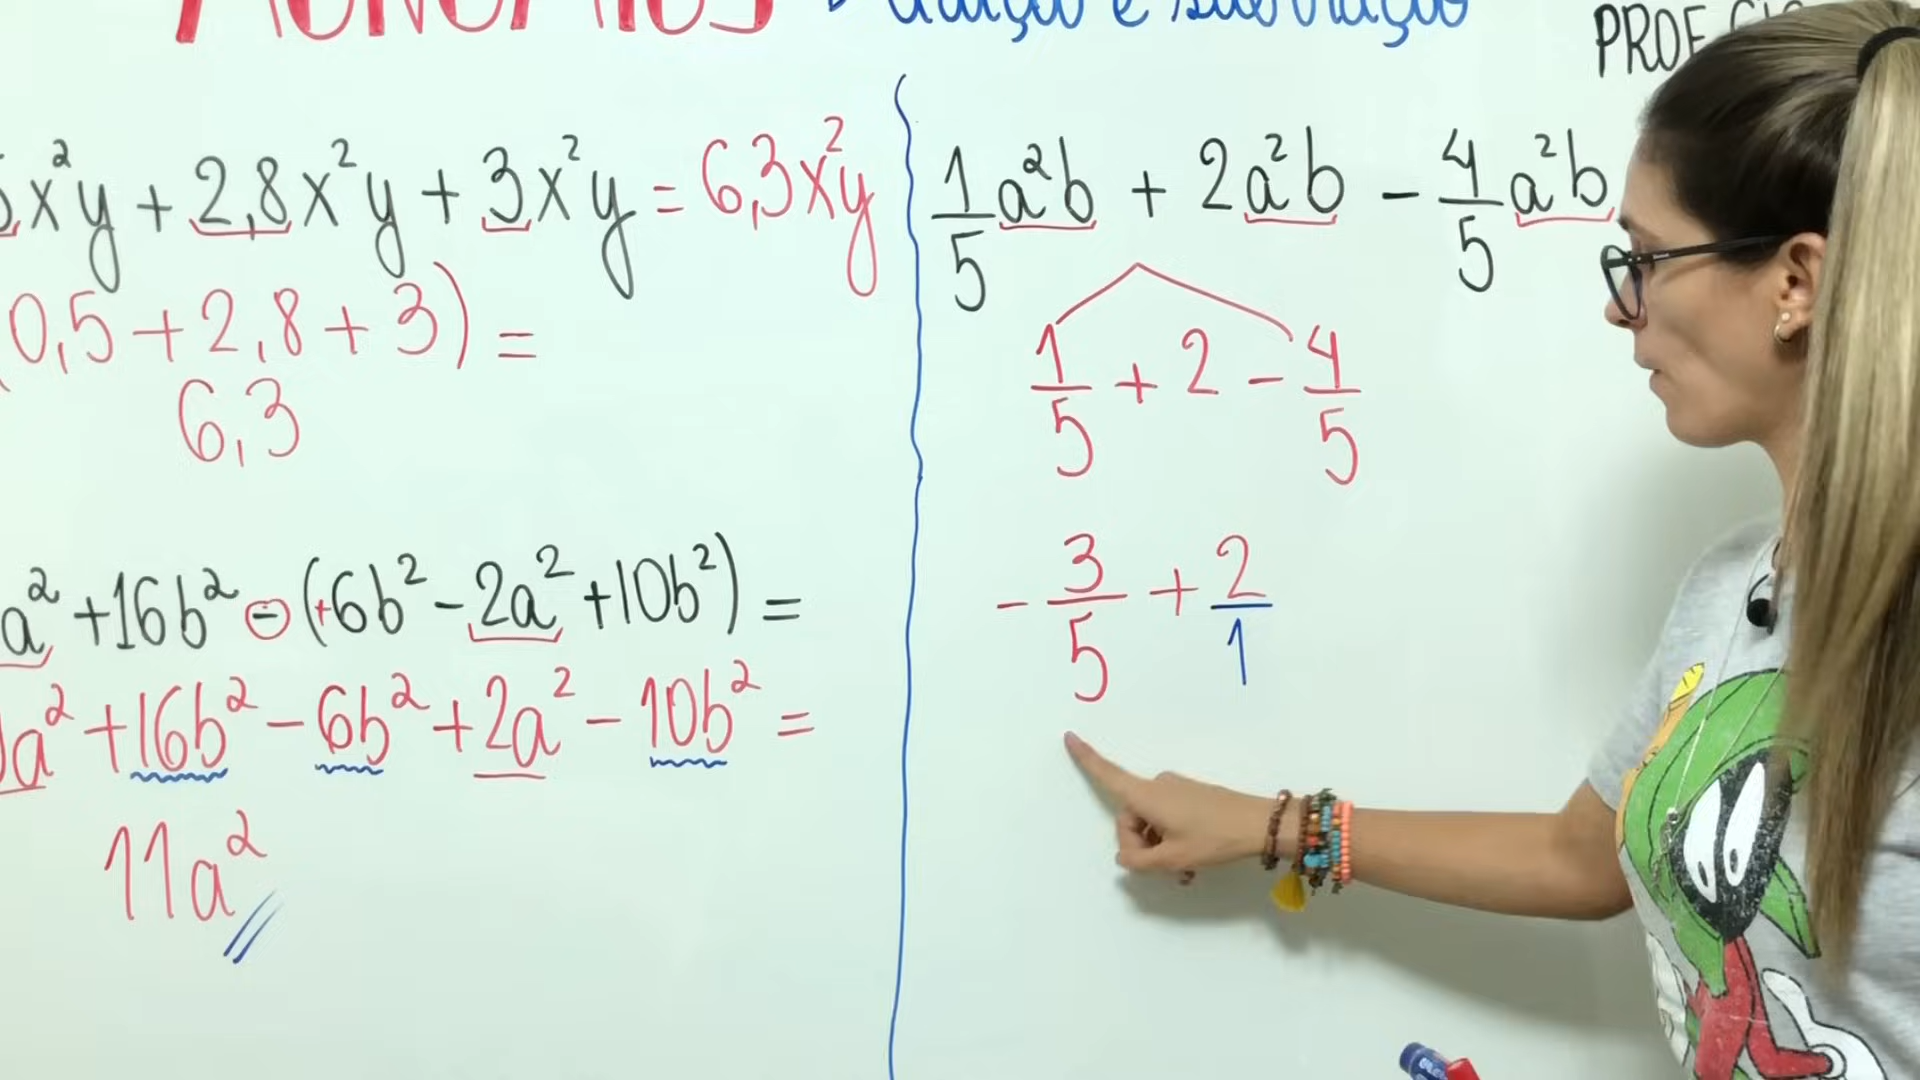 MONÔMIOS → adição e subtração
PROF
5x²y + 2,8x²y + 3x²y = 6,3x²y
(0,5 + 2,8 + 3) =
6,3
a² + 16b² - (+6b² - 2a² + 10b²) =
a² + 16b² - 6b² + 2a² - 10b² =
11a²
1/5 a²b + 2a²b - 4/5 a²b
1/5 + 2 - 4/5
- 3/5 + 2/1